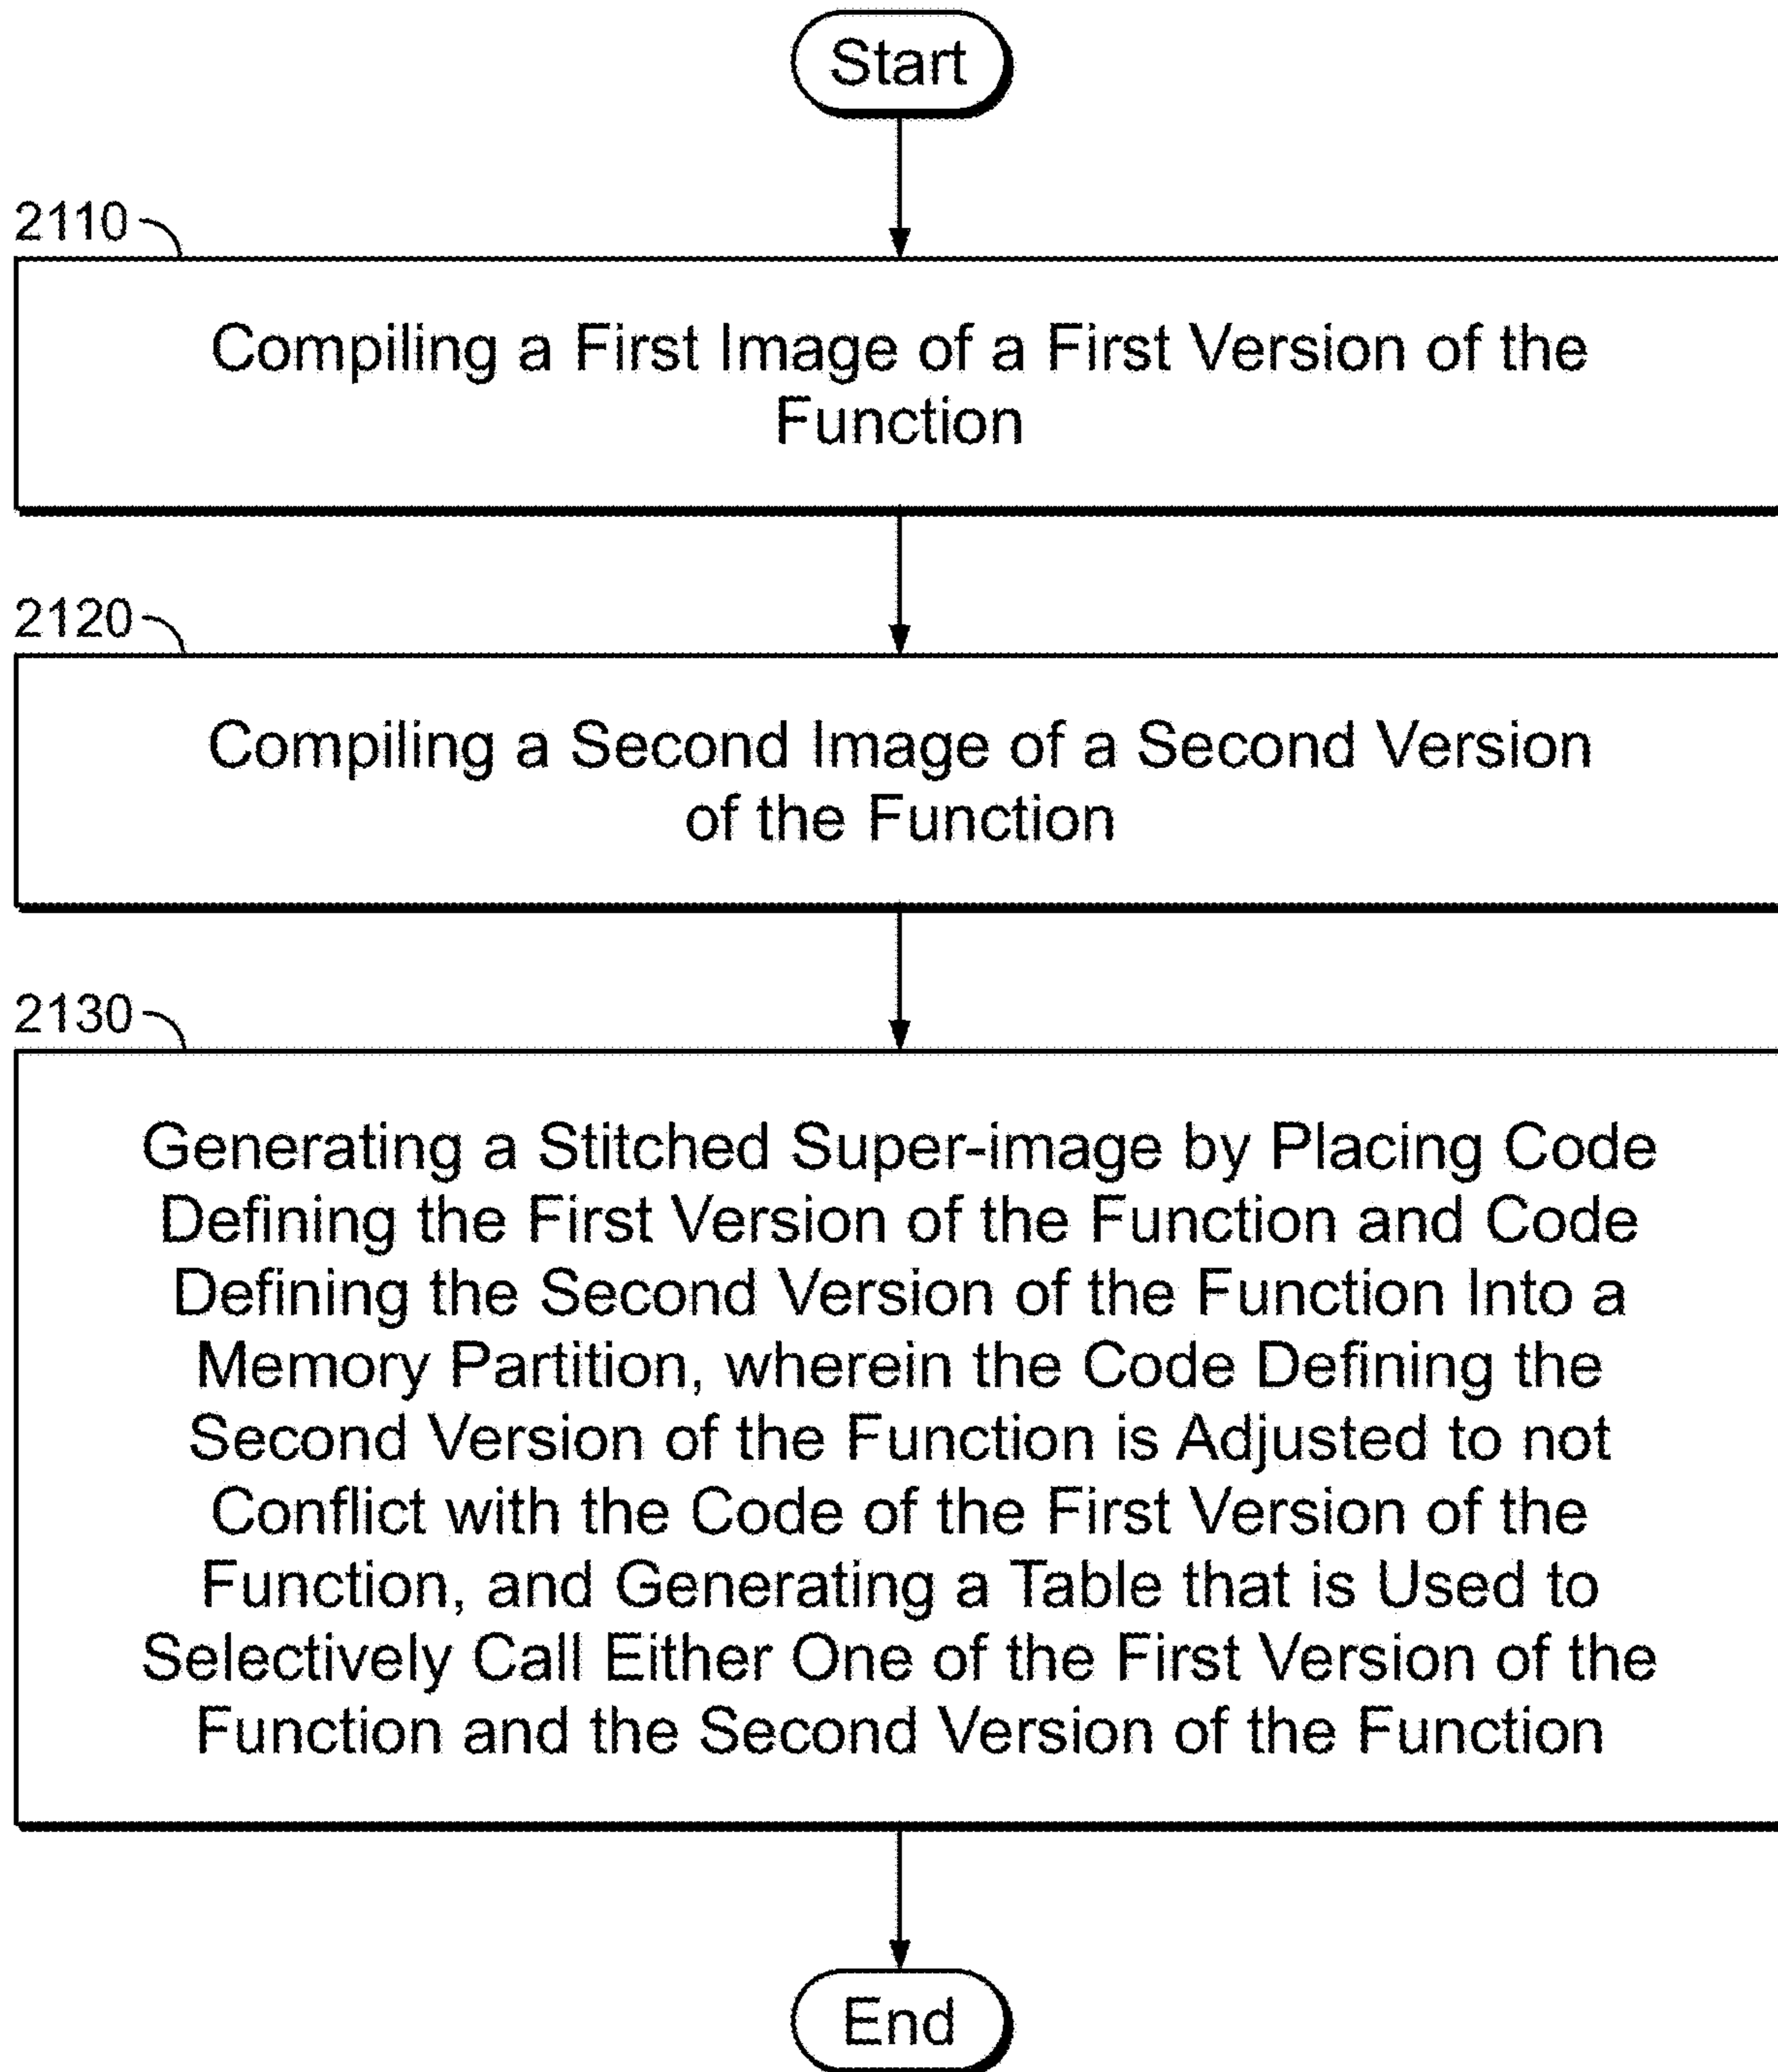 Start
2110
Compiling a First Image of a First Version of the
Function
2120
Compiling a Second Image of a Second Version
of the Function
2130
Generating a Stitched Super-image by Placing Code
Defining the First Version of the Function and Code
Defining the Second Version of the Function Into a
Memory Partition, wherein the Code Defining the
Second Version of the Function is Adjusted to not
Conflict with the Code of the First Version of the
Function, and Generating a Table that is Used to
Selectively Call Either One of the First Version of the
Function and the Second Version of the Function
End